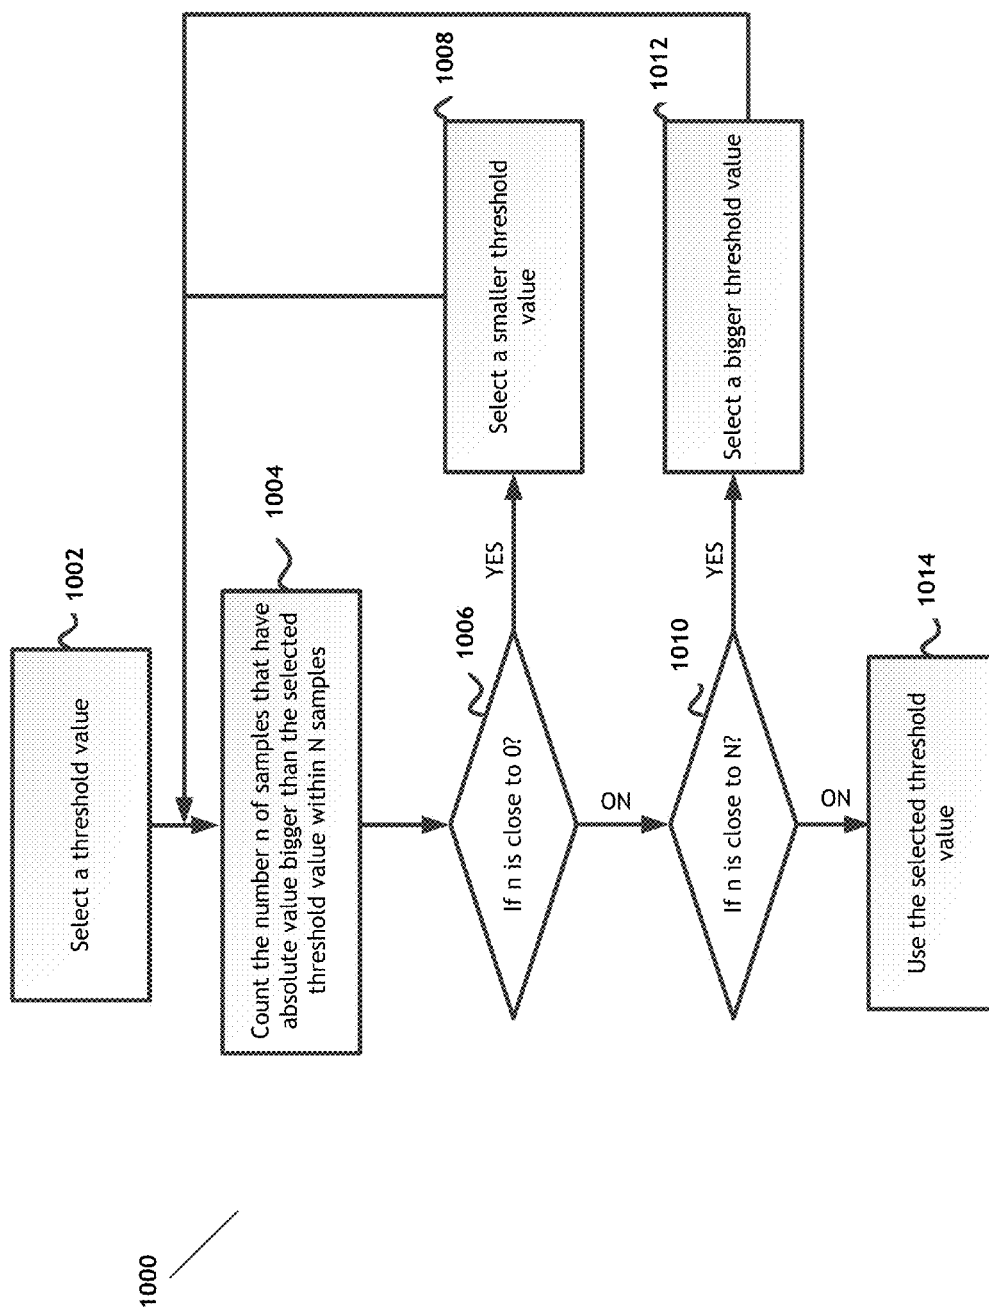 1000
Select a threshold value
1002
Count the number n of samples that have
absolute value bigger than the selected
threshold value within N samples
1004
If n is close to 0?
1006
YES
Select a smaller threshold
value
1008
ON
If n is close to N?
1010
YES
Select a bigger threshold value
1012
ON
Use the selected threshold
value
1014